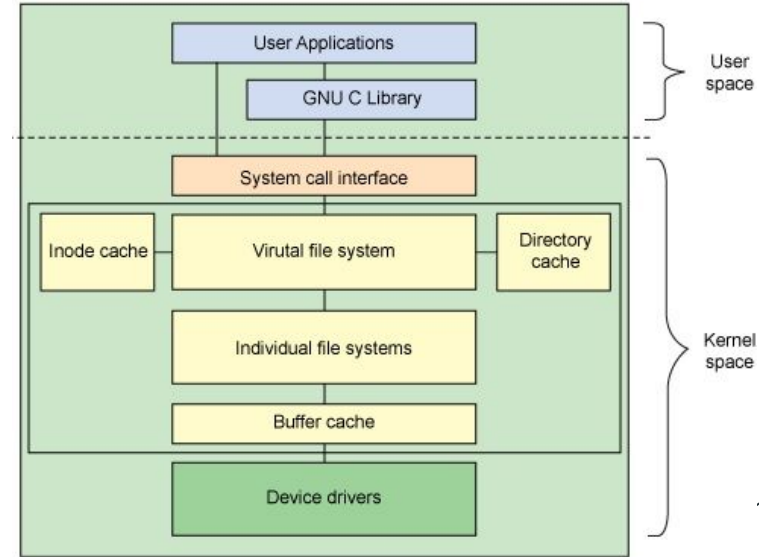 User Applications
User
space
GNU C Library
System call interface
Inode cache
Virutal file system
Directory
cache
Individual file systems
Kernel
space
Buffer cache
Device drivers